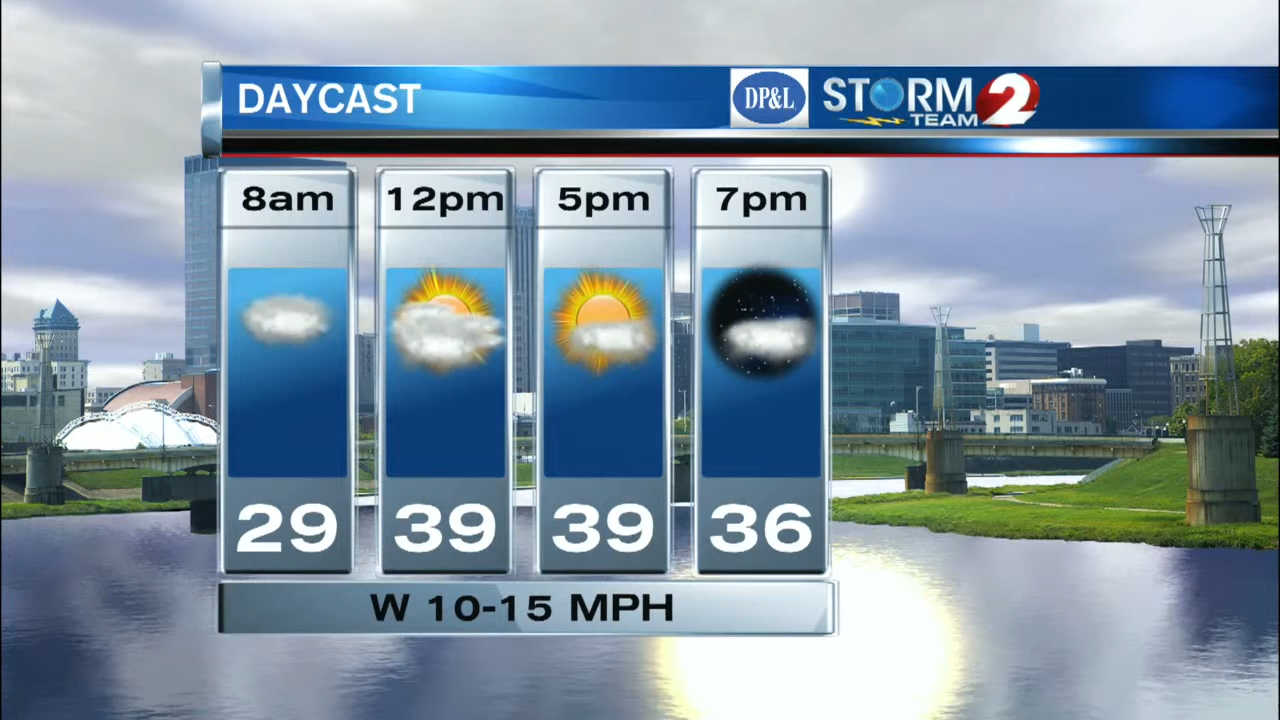 DAYCAST
DP&L
STORM
TEAM
2
8am
12pm
5pm
7pm
29
39
39
36
W 10-15 MPH